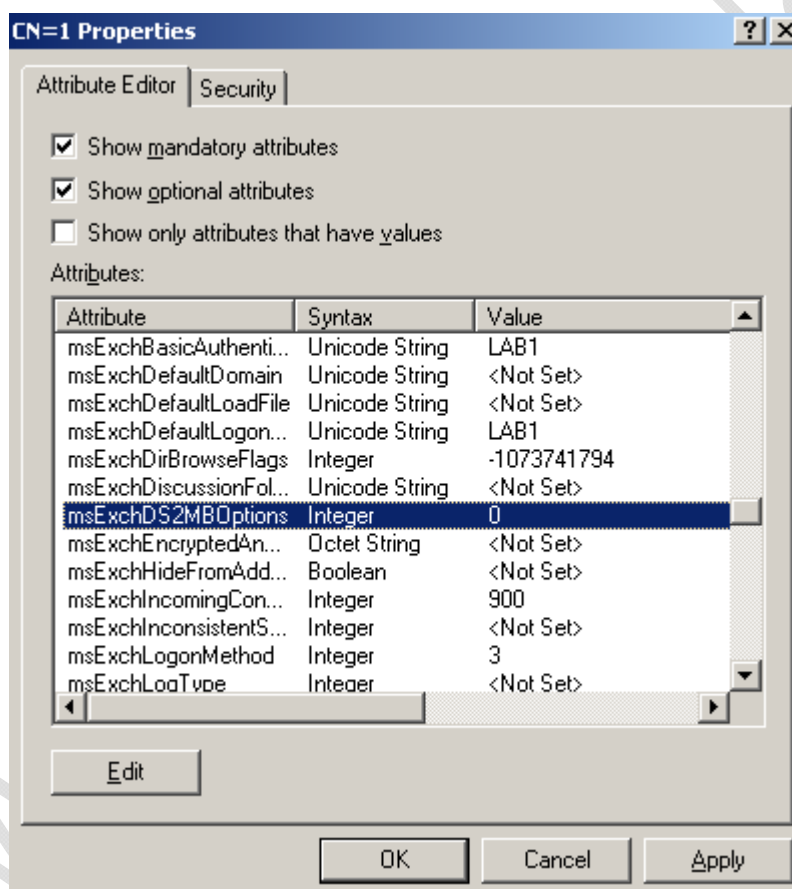 CN=1 Properties
Attribute Editor Security
Show mandatory attributes
Show optional attributes
Show only attributes that have values
Attributes:
Attribute Syntax Value
msExchBasicAuthenti... Unicode String LAB1
msExchDefaultDomain Unicode String <Not Set>
msExchDefaultLoadFile Unicode String <Not Set>
msExchDefaultLogon... Unicode String LAB1
msExchDirBrowseFlags Integer -1073741794
msExchDiscussionFol... Unicode String <Not Set>
msExchDS2MBOptions Integer 0
msExchEncryptedAn... Octet String <Not Set>
msExchHideFromAdd... Boolean <Not Set>
msExchIncomingCon... Integer 900
msExchInconsistentS... Integer <Not Set>
msExchLogonMethod Integer 3
msExchLogType Integer <Not Set>
Edit
OK Cancel Apply